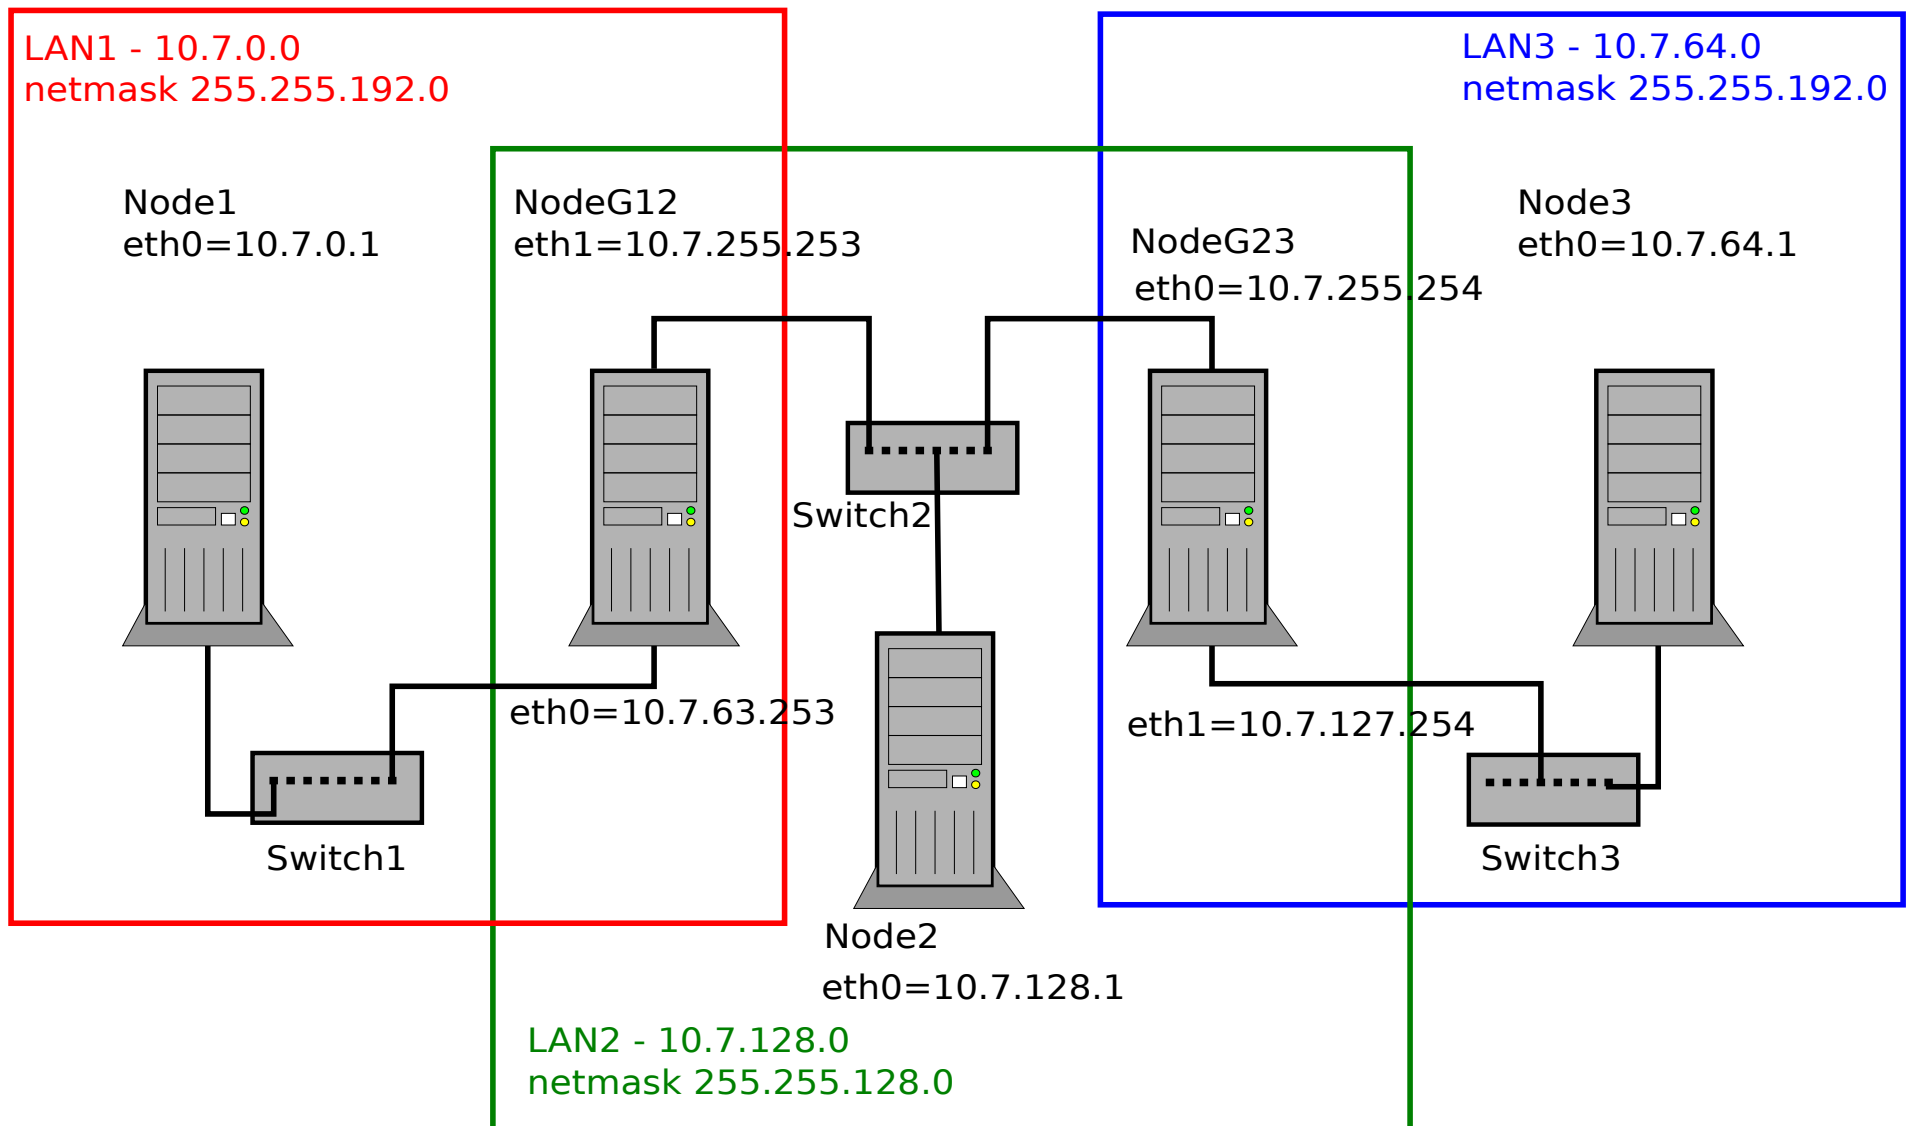 LAN1 - 10.7.0.0
netmask 255.255.192.0
LAN3 - 10.7.64.0
netmask 255.255.192.0
Node1
eth0=10.7.0.1
NodeG12
eth1=10.7.255.253
NodeG23
eth0=10.7.255.254
Node3
eth0=10.7.64.1
Switch2
eth0=10.7.63.253
eth1=10.7.127.254
Switch1
Switch3
Node2
eth0=10.7.128.1
LAN2 - 10.7.128.0
netmask 255.255.128.0